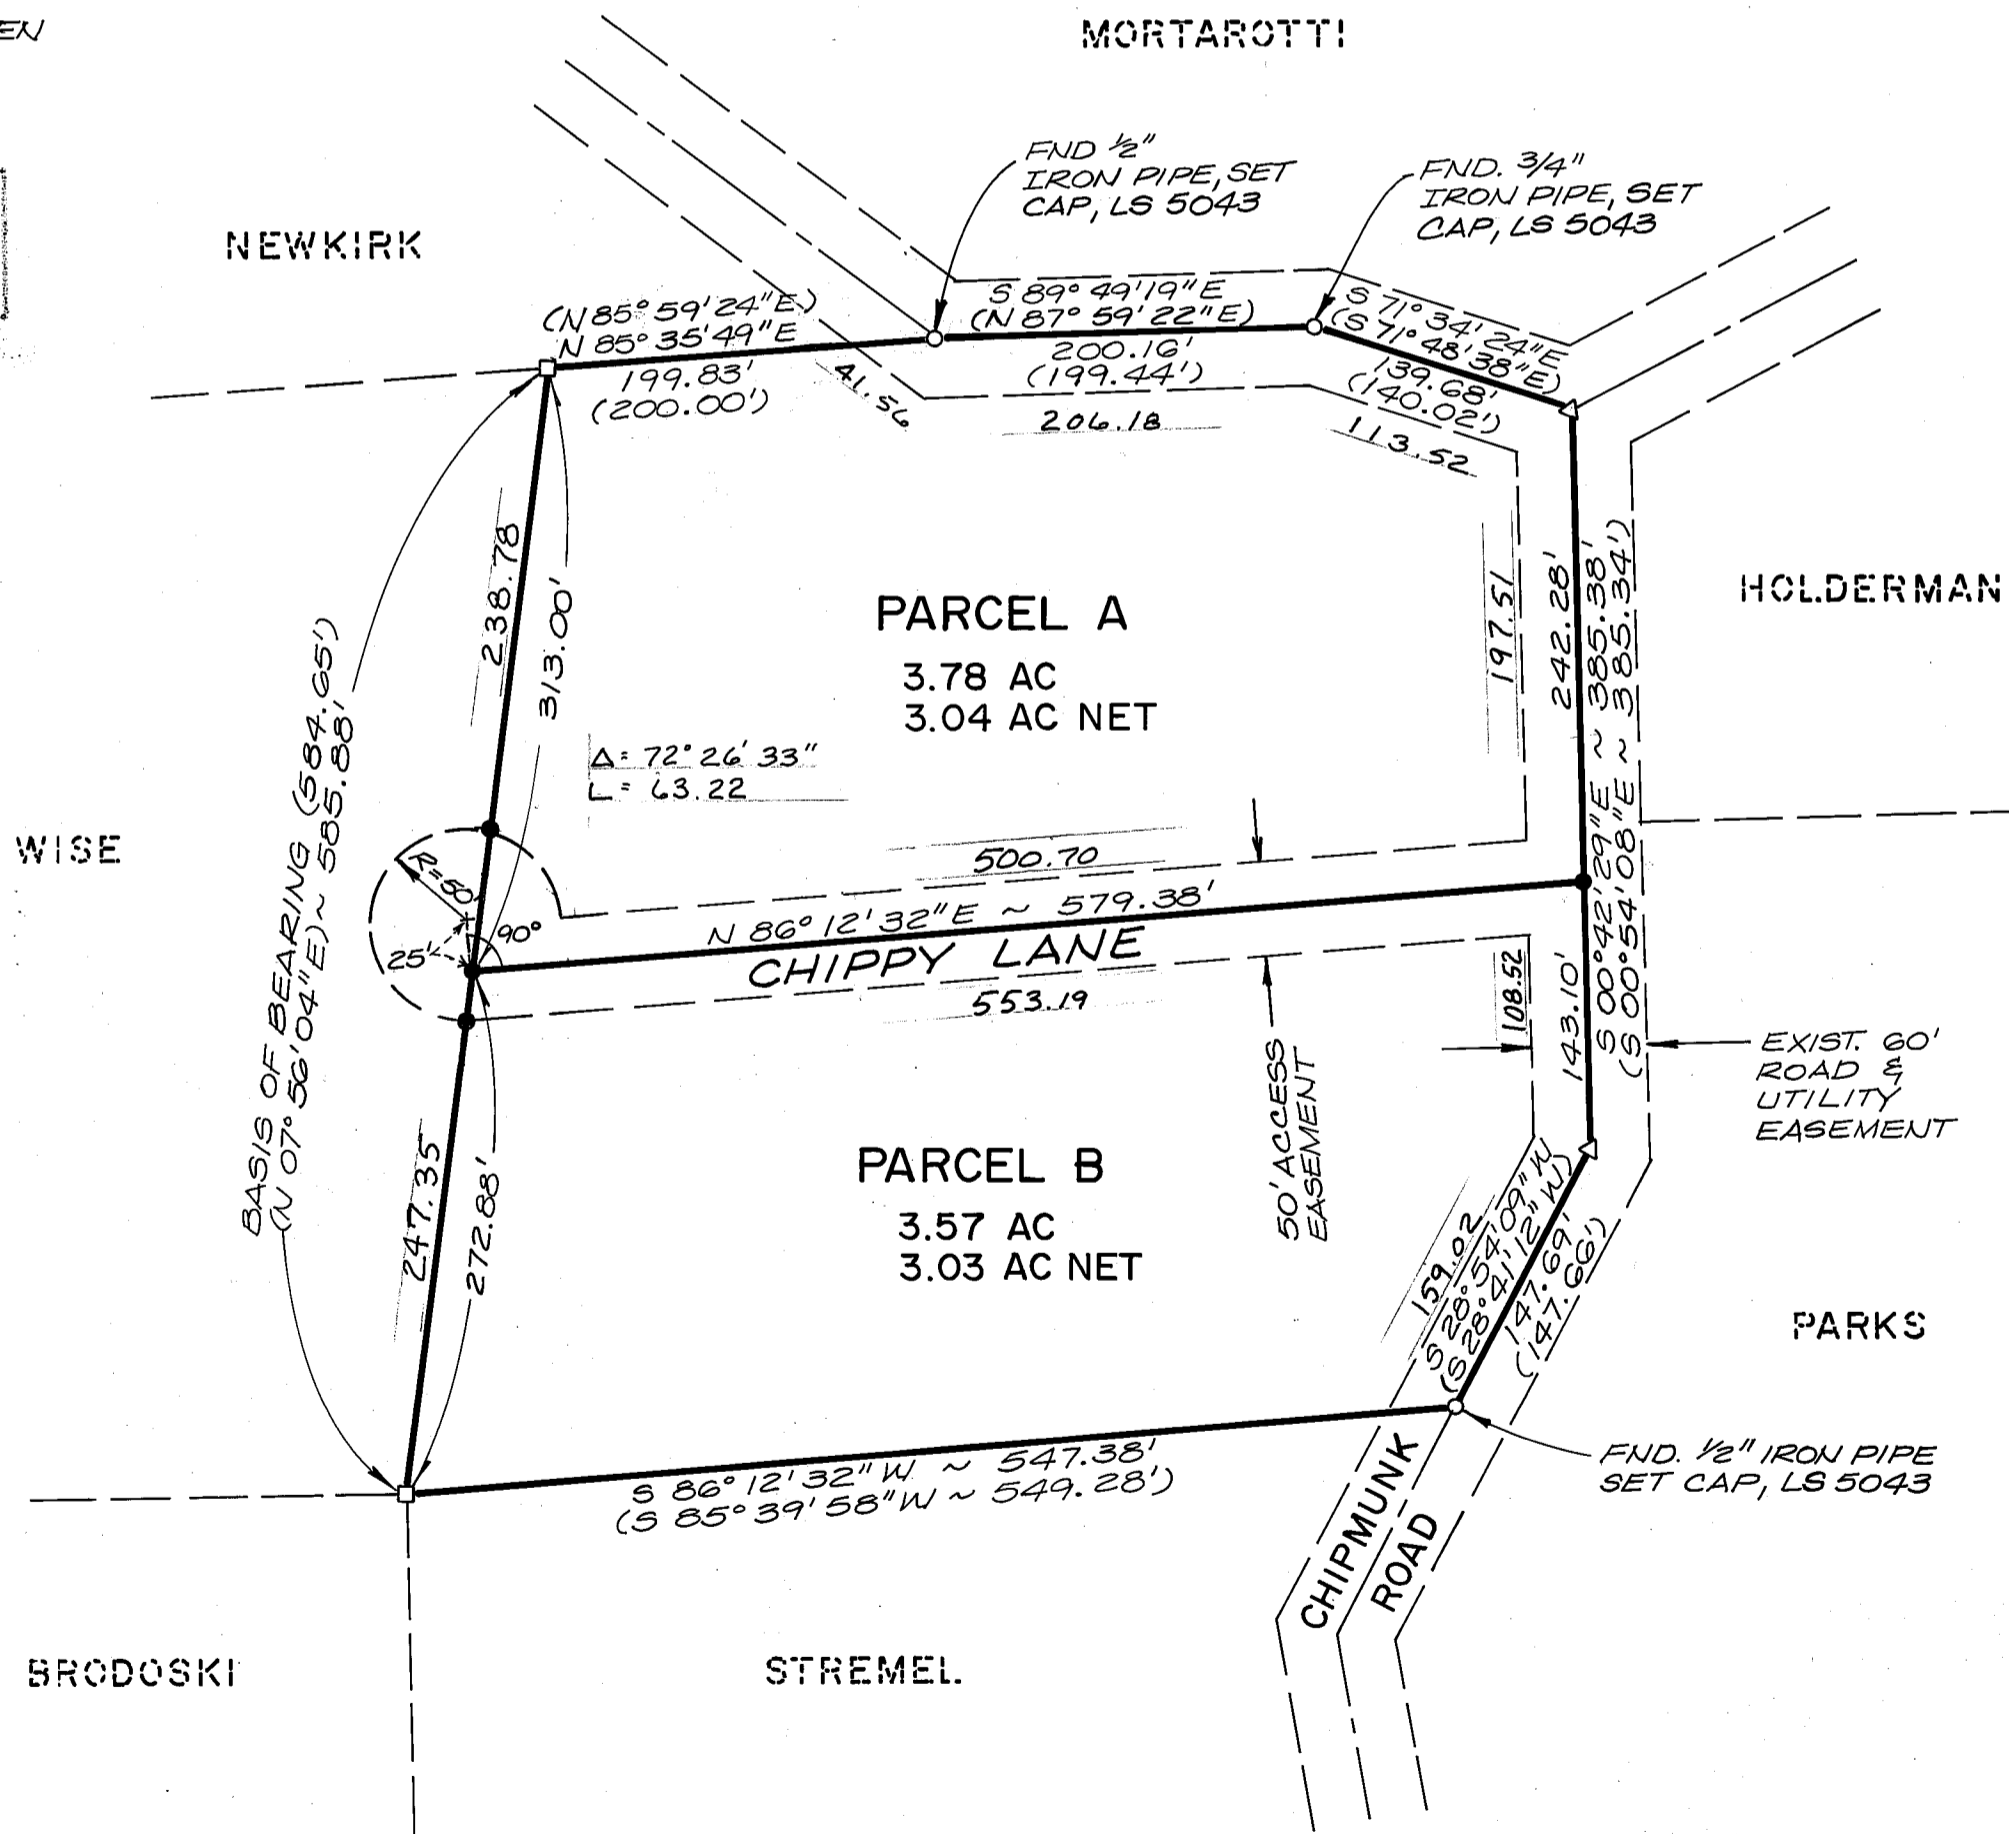 EN
MORTAROTTI
FND 1/2"
IRON PIPE, SET
CAP, LS 5043
FND. 3/4"
IRON PIPE, SET
CAP, LS 5043
NEWKIRK
(N 85° 59' 24" E)
N 85° 35' 49" E
199.83'
(200.00')
41.56
S 89° 49' 19" E
(N 87° 59' 22" E)
200.16'
(199.44')
206.18
S 71° 34' 24" E
(S 71° 48' 38" E)
139.68'
(140.02')
113.52
238.78
313.00'
PARCEL A
3.78 AC
3.04 AC NET
197.51
242.28'
S 00° 42' 29" E ~ 385.38'
(S 00° 54' 08" E ~ 385.34')
HOLDERMAN
BASIS OF BEARING (584.65')
(N 07° 56' 04" E) ~ 585.88'
Δ= 72° 26' 33"
L= 63.22
WISE
R=50'
25'
90°
500.70
N 86° 12' 32" E ~ 579.38'
CHIPPY LANE
553.19
108.52
143.10'
EXIST. 60'
ROAD &
UTILITY
EASEMENT
50' ACCESS
EASEMENT
PARCEL B
3.57 AC
3.03 AC NET
247.35
272.88'
159.02
S 28° 54' 09" W
(S 28° 41' 12" W)
147.69'
(147.66')
PARKS
S 86° 12' 32" W ~ 547.38'
(S 85° 39' 58" W ~ 549.28')
FND. 1/2" IRON PIPE
SET CAP, LS 5043
CHIPMUNK
ROAD
BRODOSKI
STREMEL